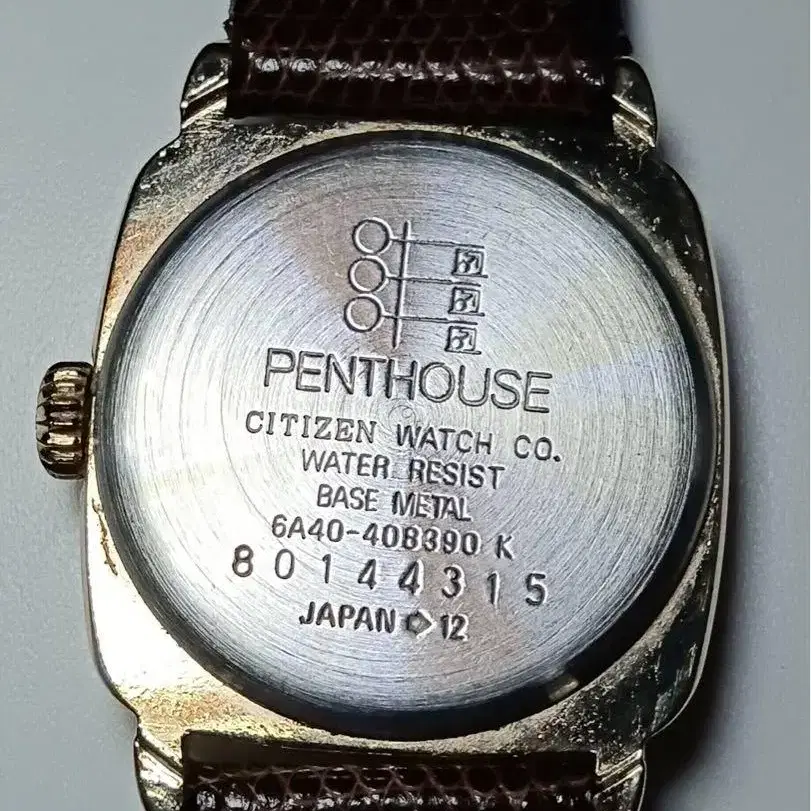 PENTHOUSE
CITIZEN WATCH CO.
WATER RESIST
BASE METAL
6A40-408390 K
80144315
JAPAN 12